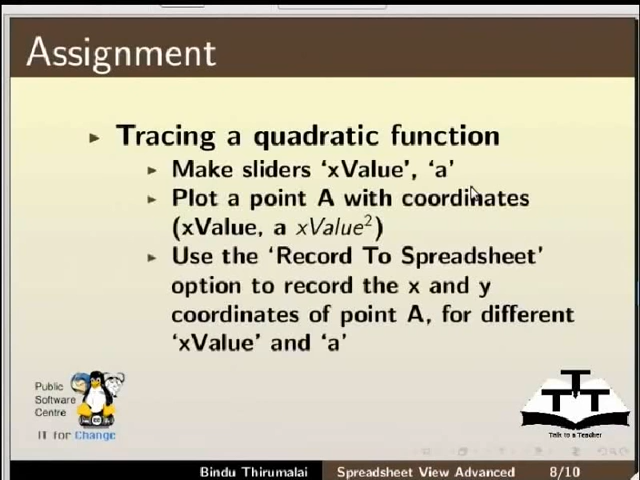 Assignment
Tracing a quadratic function
Make sliders ‘xValue’, ‘a’
Plot a point A with coordinates
(xValue, a xValue²)
Use the ‘Record To Spreadsheet’
option to record the x and y
coordinates of point A, for different
‘xValue’ and ‘a’
Public
Software
Centre
IT for Change
TTT
Talk to a Teacher
Bindu Thirumalai Spreadsheet View Advanced 8/10